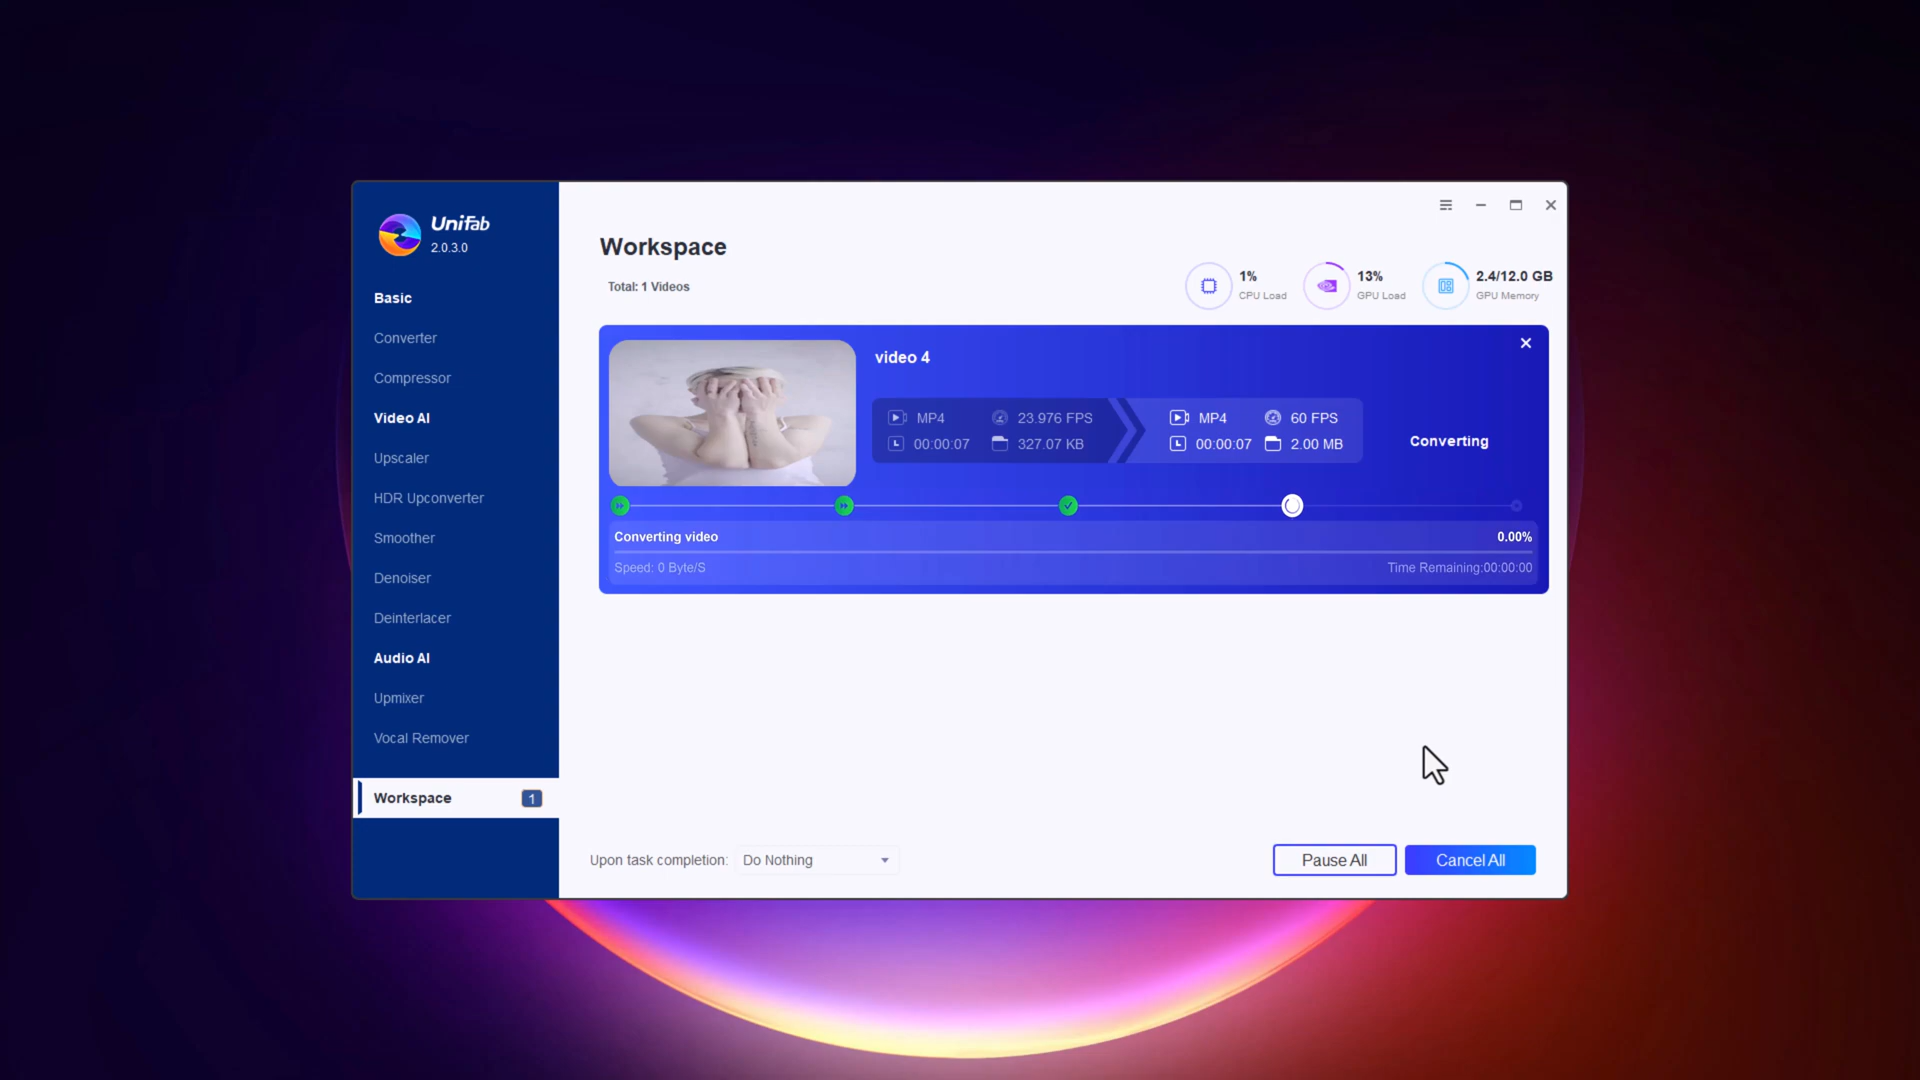 UniFab
2.0.3.0
Basic
Converter
Compressor
Video AI
Upscaler
HDR Upconverter
Smoother
Denoiser
Deinterlacer
Audio AI
Upmixer
Vocal Remover
Workspace 1
Workspace
Total: 1 Videos
1%
CPU Load
13%
GPU Load
2.4/12.0 GB
GPU Memory
video 4
MP4 23.976 FPS
00:00:07 327.07 KB
MP4 60 FPS
00:00:07 2.00 MB
Converting
Converting video 0.00%
Speed: 0 Byte/S Time Remaining:00:00:00
Upon task completion: Do Nothing
Pause All Cancel All